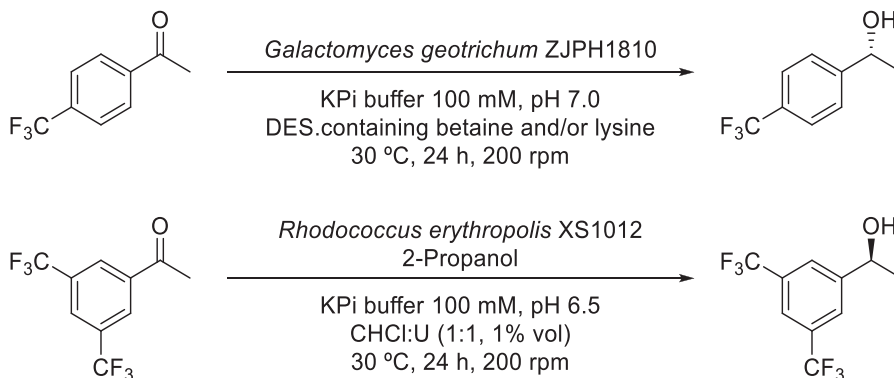 O
OH
Galactomyces geotrichum ZJPH1810
KPi buffer 100 mM, pH 7.0
DES.containing betaine and/or lysine
30 ºC, 24 h, 200 rpm
F₃C
F₃C
O
OH
Rhodococcus erythropolis XS1012
2-Propanol
F₃C
F₃C
KPi buffer 100 mM, pH 6.5
CHCl:U (1:1, 1% vol)
30 ºC, 24 h, 200 rpm
CF₃
CF₃